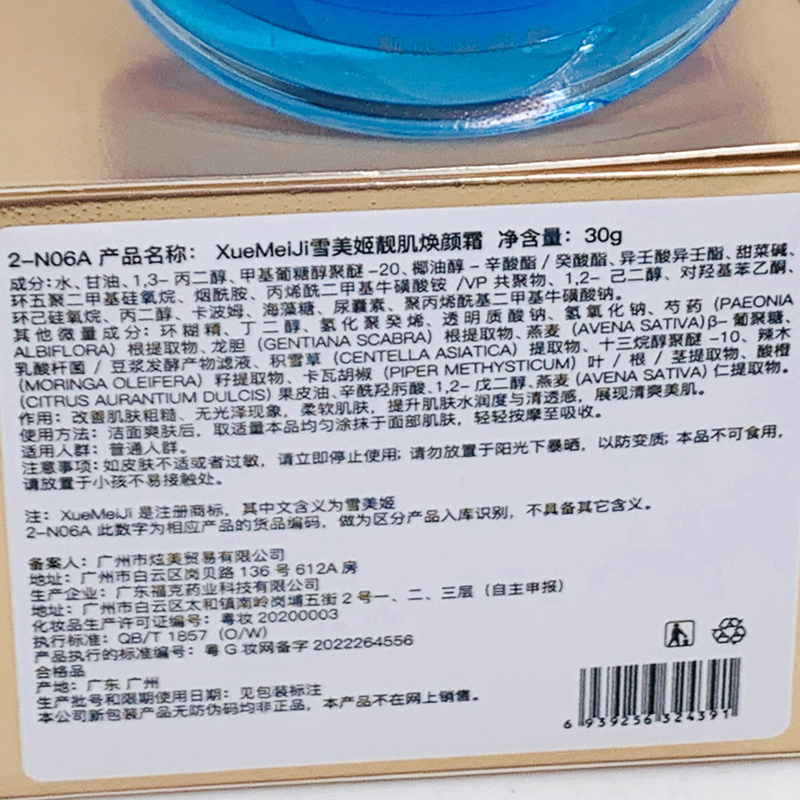 2-N06A 产品名称: XueMeiJi雪美姬靓肌焕颜霜 净含量: 30g
成分:水、甘油、1,3-丙二醇、甲基葡糖醇聚醚-20、椰油醇-辛酸酯/癸酸酯、异壬酸异壬酯、甜菜碱、
环五聚二甲基硅氧烷、烟酰胺、丙烯酰二甲基牛磺酸铵/VP共聚物、1,2-己二醇、对羟基苯乙酮、
环己硅氧烷、丙二醇、卡波姆、海藻糖、尿囊素、聚丙烯酰基二甲基牛磺酸钠。
其他微量成分: 环糊精、丁二醇、氢化聚癸烯、透明质酸钠、氢氧化钠、芍药(PAEONIA
ALBIFLORA)根提取物、龙胆(GENTIANA SCABRA)根提取物、燕麦(AVENA SATIVA)β-葡聚糖、
乳酸杆菌/豆浆发酵产物滤液、积雪草(CENTELLA ASIATICA)提取物、十三烷醇聚醚-10、辣木
(MORINGA OLEIFERA)籽提取物、卡瓦胡椒(PIPER METHYSTICUM)叶/根/茎提取物、酸橙
(CITRUS AURANTIUM DULCIS)果皮油、辛酰羟肟酸、1,2-戊二醇、燕麦(AVENA SATIVA)仁提取物。
作用: 改善肌肤粗糙、无光泽现象,柔软肌肤,提升肌肤水润度与清透感,展现清爽美肌。
使用方法: 洁面爽肤后,取适量本品均匀涂抹于面部肌肤,轻轻按摩至吸收。
适用人群: 普通人群。
注意事项: 如皮肤不适或者过敏,请立即停止使用; 请勿放置于阳光下暴晒,以防变质; 本品不可食用,
请放置于小孩不易接触处。
注: XueMeiJi是注册商标,其中文含义为雪美姬
2-N06A 此数字为相应产品的货品编码,做为区分产品入库识别,不具备其它含义。
备案人: 广州市炫美贸易有限公司
地址: 广州市白云区岗贝路136号612A房
生产企业: 广东福克药业科技有限公司
地址: 广州市白云区太和镇南岭岗埔五街2号一、二、三层(自主申报)
化妆品生产许可证编号: 粤妆20200003
执行标准: QB/T 1857(O/W)
产品执行的标准编号: 粤G妆网备字2022264556
合格品
产地: 广东 广州
生产批号和限期使用日期: 见包装标注
本公司新包装产品无防伪码均非正品,本产品不在网上销售。
6 939256 324391